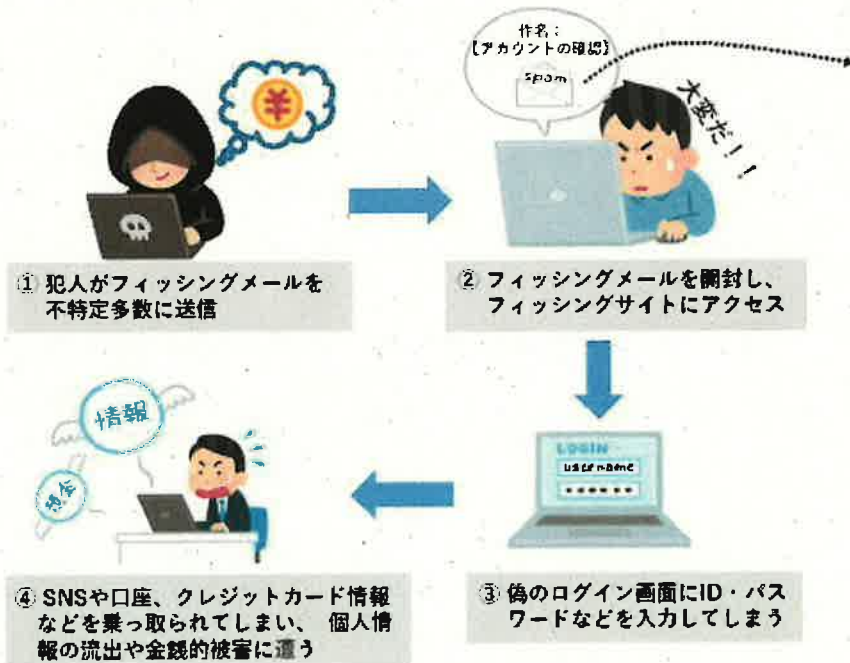 作名：
【アカウントの確認】
spam
大変だ！！
① 犯人がフィッシングメールを
不特定多数に送信
② フィッシングメールを開封し、
フィッシングサイトにアクセス
LOGIN
username
③ 偽のログイン画面にID・パス
ワードなどを入力してしまう
情報
預金
④ SNSや口座、クレジットカード情報
などを乗っ取られてしまい、 個人情
報の流出や金銭的被害に遭う